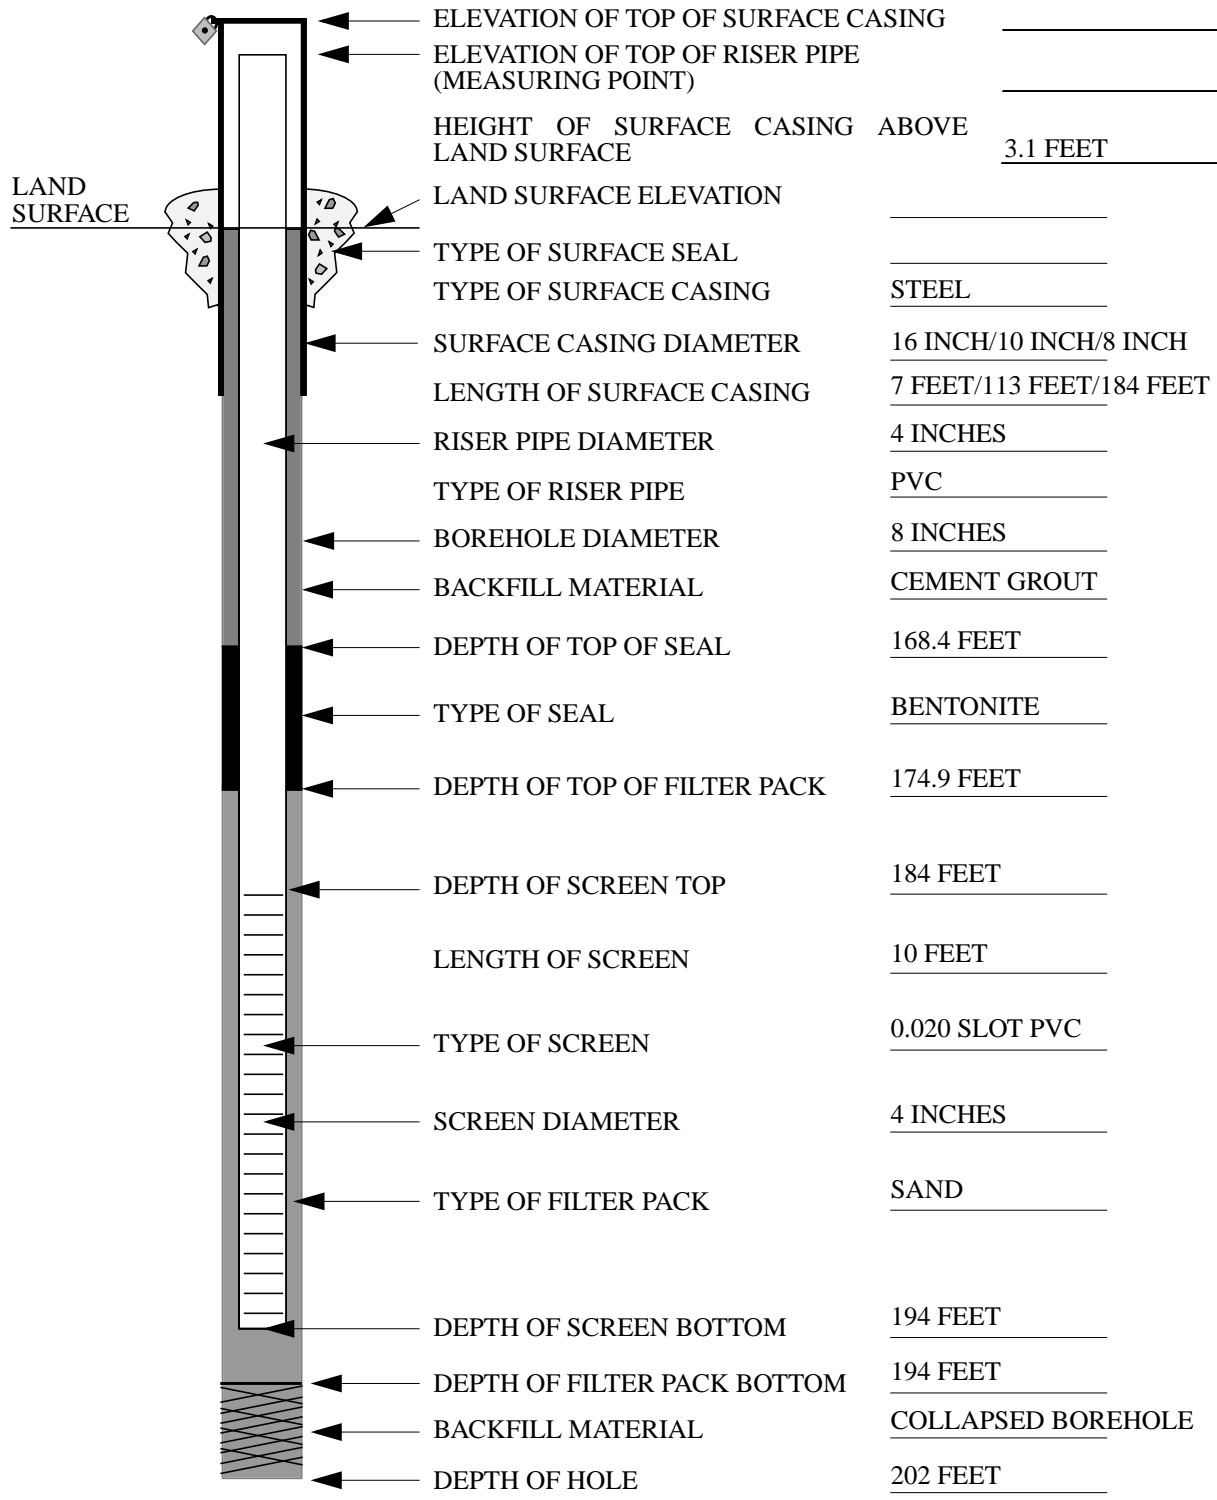 ELEVATION OF TOP OF SURFACE CASING
ELEVATION OF TOP OF RISER PIPE
(MEASURING POINT)
HEIGHT OF SURFACE CASING ABOVE
LAND SURFACE 3.1 FEET
LAND
SURFACE
LAND SURFACE ELEVATION
TYPE OF SURFACE SEAL
TYPE OF SURFACE CASING STEEL
SURFACE CASING DIAMETER 16 INCH/10 INCH/8 INCH
LENGTH OF SURFACE CASING 7 FEET/113 FEET/184 FEET
RISER PIPE DIAMETER 4 INCHES
TYPE OF RISER PIPE PVC
BOREHOLE DIAMETER 8 INCHES
BACKFILL MATERIAL CEMENT GROUT
DEPTH OF TOP OF SEAL 168.4 FEET
TYPE OF SEAL BENTONITE
DEPTH OF TOP OF FILTER PACK 174.9 FEET
DEPTH OF SCREEN TOP 184 FEET
LENGTH OF SCREEN 10 FEET
TYPE OF SCREEN 0.020 SLOT PVC
SCREEN DIAMETER 4 INCHES
TYPE OF FILTER PACK SAND
DEPTH OF SCREEN BOTTOM 194 FEET
DEPTH OF FILTER PACK BOTTOM 194 FEET
BACKFILL MATERIAL COLLAPSED BOREHOLE
DEPTH OF HOLE 202 FEET